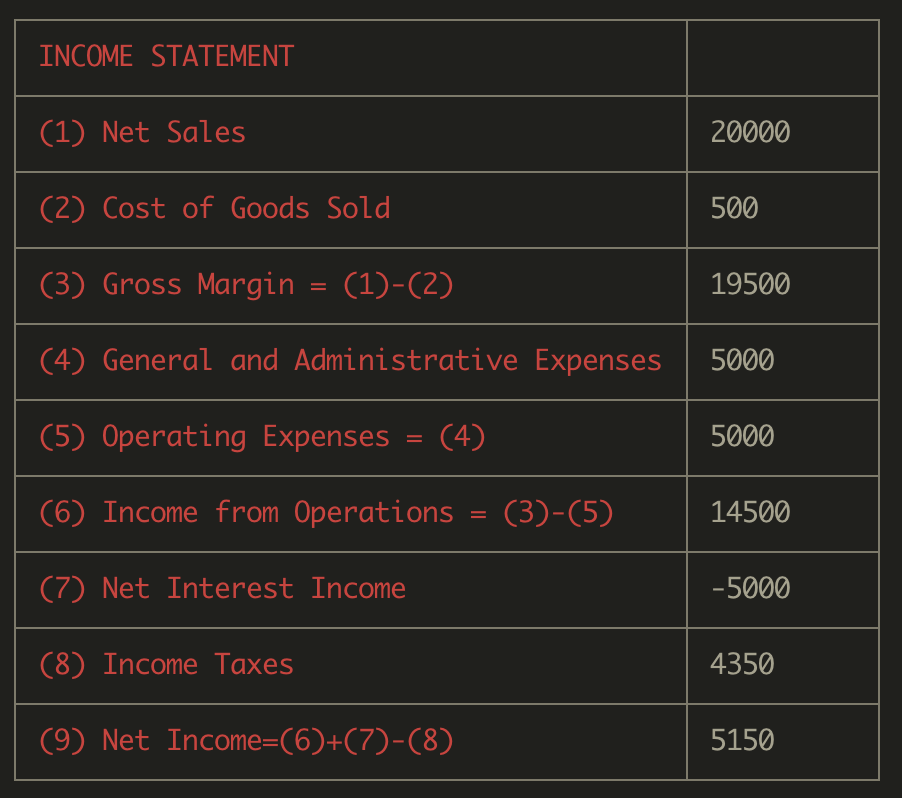 INCOME STATEMENT
(1) Net Sales 20000
(2) Cost of Goods Sold 500
(3) Gross Margin = (1)-(2) 19500
(4) General and Administrative Expenses 5000
(5) Operating Expenses = (4) 5000
(6) Income from Operations = (3)-(5) 14500
(7) Net Interest Income -5000
(8) Income Taxes 4350
(9) Net Income=(6)+(7)-(8) 5150